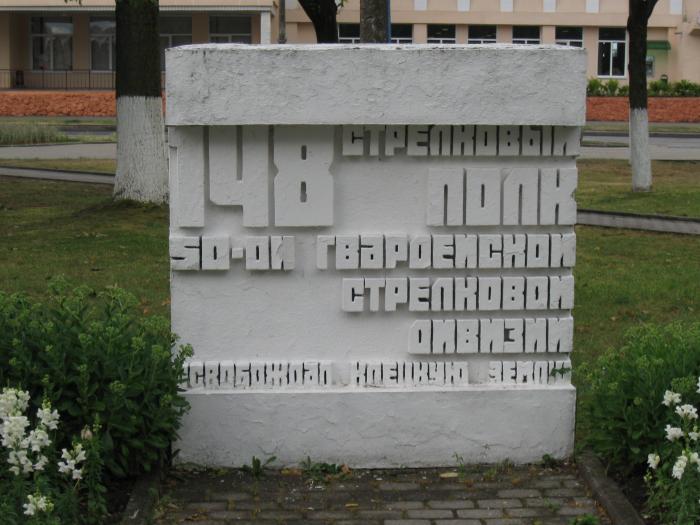 148 СТРЕЛКОВЫЙ
ПОЛК
50-ОЙ ГВАРДЕЙСКОЙ
СТРЕЛКОВОЙ
ДИВИЗИИ
ОСВОБОЖДАЛ КЛЕЦКУЮ ЗЕМЛЮ